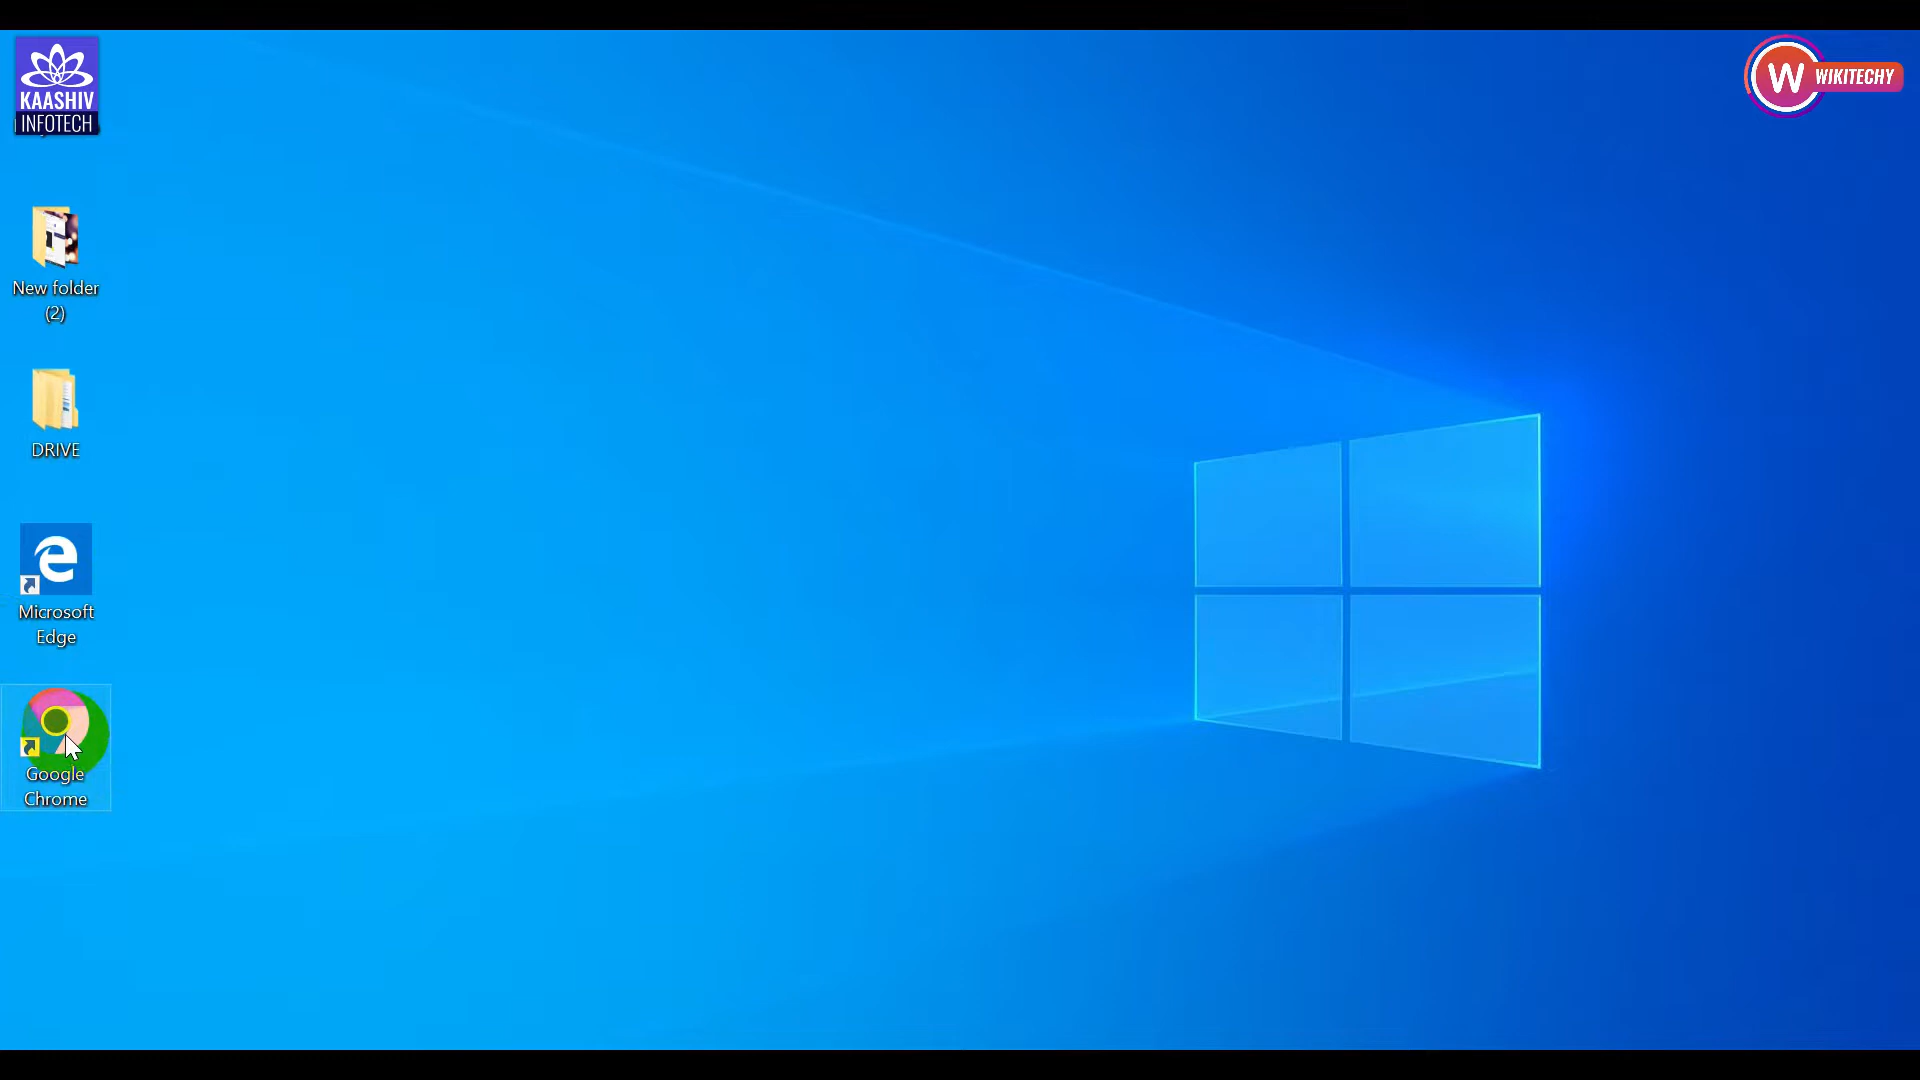 KAASHIV
INFOTECH
W WIKITECHY
New folder
(2)
DRIVE
Microsoft
Edge
Google
Chrome